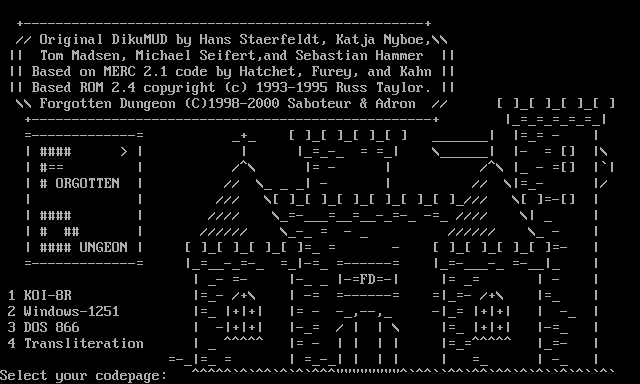 Original DikuMUD by Hans Staerfeldt, Katja Nyboe,
Tom Madsen, Michael Seifert,and Sebastian Hammer
Based on MERC 2.1 code by Hatchet, Furey, and Kahn
Based ROM 2.4 copyright (c) 1993-1995 Russ Taylor.
Forgotten Dungeon (C)1998-2000 Saboteur & Adron
ORGOTTEN
UNGEON
FD
1 KOI-8R
2 Windows-1251
3 DOS 866
4 Transliteration
Select your codepage: